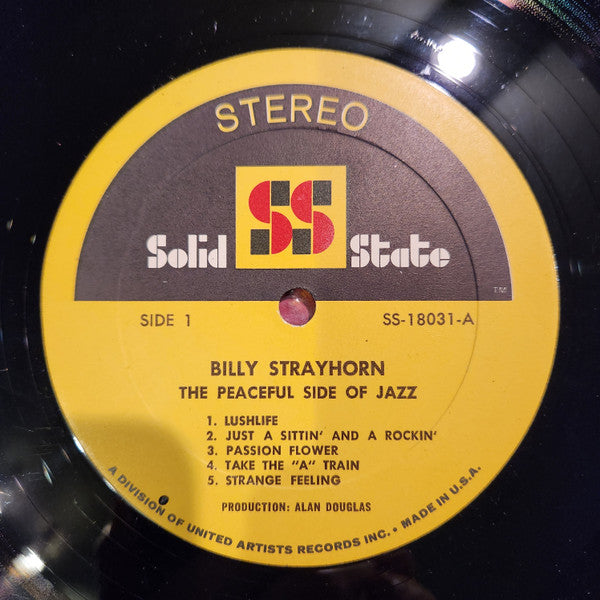 STEREO
SS
Solid State
TM
SIDE 1 SS-18031-A
BILLY STRAYHORN
THE PEACEFUL SIDE OF JAZZ
1. LUSHLIFE
2. JUST A SITTIN' AND A ROCKIN'
3. PASSION FLOWER
4. TAKE THE "A" TRAIN
5. STRANGE FEELING
PRODUCTION: ALAN DOUGLAS
A DIVISION OF UNITED ARTISTS RECORDS INC. • MADE IN U.S.A.